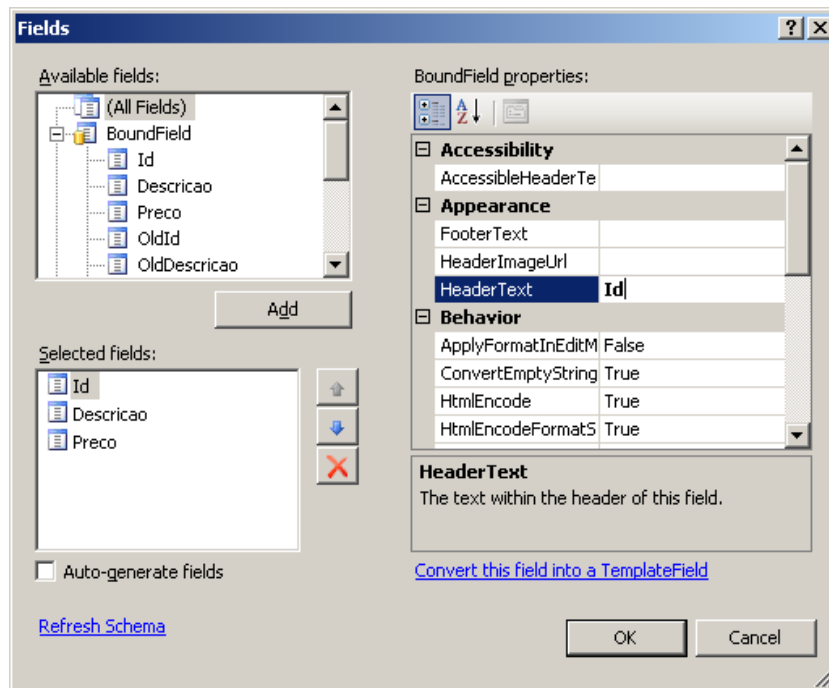 Fields
Available fields:
(All Fields)
BoundField
Id
Descricao
Preco
OldId
OldDescricao
Add
Selected fields:
Id
Descricao
Preco
Auto-generate fields
Refresh Schema
BoundField properties:
Accessibility
AccessibleHeaderTe
Appearance
FooterText
HeaderImageUrl
HeaderText Id
Behavior
ApplyFormatInEditM False
ConvertEmptyString True
HtmlEncode True
HtmlEncodeFormatS True
HeaderText
The text within the header of this field.
Convert this field into a TemplateField
OK Cancel